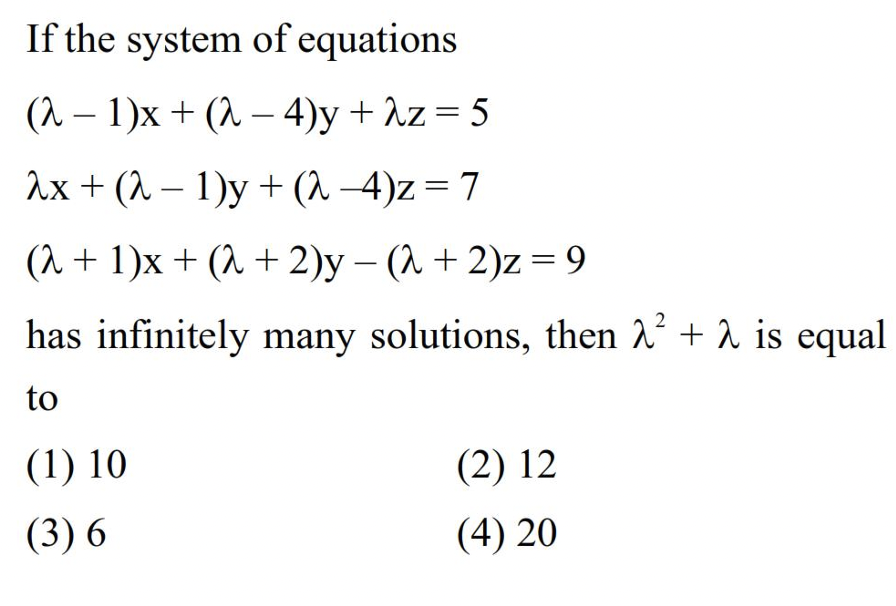 If the system of equations
(λ – 1)x + (λ – 4)y + λz = 5
λx + (λ – 1)y + (λ –4)z = 7
(λ + 1)x + (λ + 2)y – (λ + 2)z = 9
has infinitely many solutions, then λ² + λ is equal
to
(1) 10 (2) 12
(3) 6 (4) 20